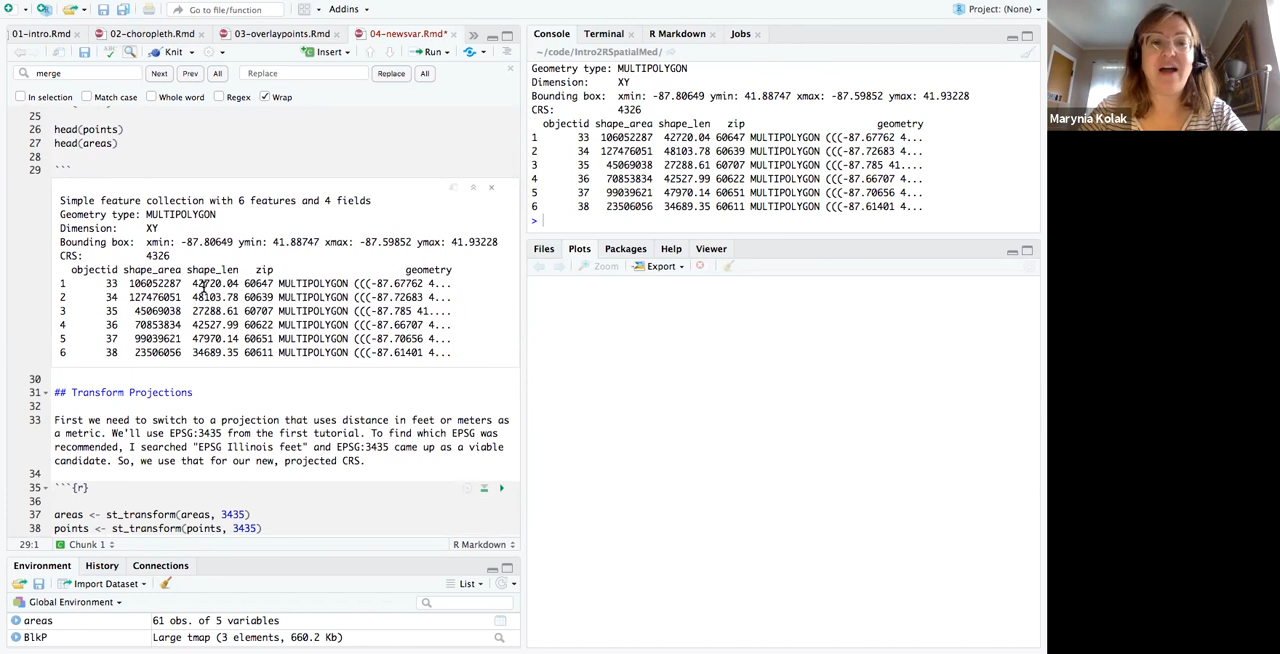 Go to file/function
Addins
Project: (None)
01-intro.Rmd
02-choropleth.Rmd
03-overlaypoints.Rmd
04-newsvar.Rmd*
ABC
Knit
Insert
Run
merge
Next
Prev
All
Replace
Replace
All
In selection
Match case
Whole word
Regex
Wrap
25
26 head(points)
27 head(areas)
28
29 ```
Simple feature collection with 6 features and 4 fields
Geometry type: MULTIPOLYGON
Dimension: XY
Bounding box: xmin: -87.80649 ymin: 41.88747 xmax: -87.59852 ymax: 41.93228
CRS: 4326
objectid shape_area shape_len zip geometry
1 33 106052287 42720.04 60647 MULTIPOLYGON (((-87.67762 4...
2 34 127476051 48103.78 60639 MULTIPOLYGON (((-87.72683 4...
3 35 45069038 27288.61 60707 MULTIPOLYGON (((-87.785 41....
4 36 70853834 42527.99 60622 MULTIPOLYGON (((-87.66707 4...
5 37 99039621 47970.14 60651 MULTIPOLYGON (((-87.70656 4...
6 38 23506056 34689.35 60611 MULTIPOLYGON (((-87.61401 4...
30
31 ## Transform Projections
32
33 First we need to switch to a projection that uses distance in feet or meters as
a metric. We'll use EPSG:3435 from the first tutorial. To find which EPSG was
recommended, I searched "EPSG Illinois feet" and EPSG:3435 came up as a viable
candidate. So, we use that for our new, projected CRS.
34
35 ```{r}
36
37 areas <- st_transform(areas, 3435)
38 points <- st_transform(points, 3435)
29:1
Chunk 1
R Markdown
Environment
History
Connections
Import Dataset
List
Global Environment
areas 61 obs. of 5 variables
BlkP Large tmap (3 elements, 660.2 Kb)
Console
Terminal
R Markdown
Jobs
~/code/Intro2RSpatialMed/
Geometry type: MULTIPOLYGON
Dimension: XY
Bounding box: xmin: -87.80649 ymin: 41.88747 xmax: -87.59852 ymax: 41.93228
CRS: 4326
objectid shape_area shape_len zip geometry
1 33 106052287 42720.04 60647 MULTIPOLYGON (((-87.67762 4...
2 34 127476051 48103.78 60639 MULTIPOLYGON (((-87.72683 4...
3 35 45069038 27288.61 60707 MULTIPOLYGON (((-87.785 41....
4 36 70853834 42527.99 60622 MULTIPOLYGON (((-87.66707 4...
5 37 99039621 47970.14 60651 MULTIPOLYGON (((-87.70656 4...
6 38 23506056 34689.35 60611 MULTIPOLYGON (((-87.61401 4...
>
Files
Plots
Packages
Help
Viewer
Zoom
Export
Marynia Kolak